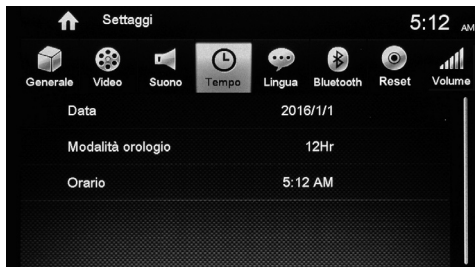 Settaggi 5:12 AM
Generale Video Suono Tempo Lingua Bluetooth Reset Volume
Data 2016/1/1
Modalità orologio 12Hr
Orario 5:12 AM